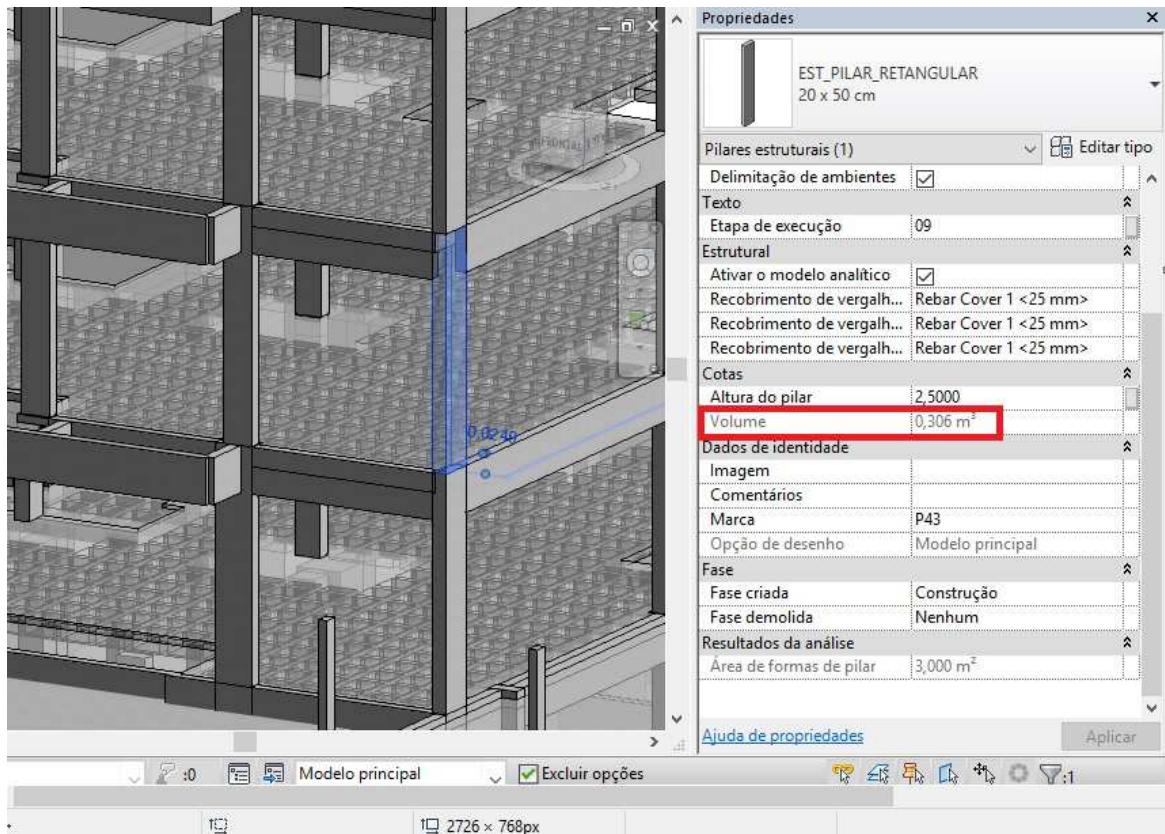 Propriedades
EST_PILAR_RETANGULAR
20 x 50 cm
Pilares estruturais (1)
Editar tipo
Delimitação de ambientes
Texto
Etapa de execução 09
Estrutural
Ativar o modelo analítico
Recobrimento de vergalh... Rebar Cover 1 <25 mm>
Recobrimento de vergalh... Rebar Cover 1 <25 mm>
Recobrimento de vergalh... Rebar Cover 1 <25 mm>
Cotas
Altura do pilar 2,5000
Volume 0,306 m³
Dados de identidade
Imagem
Comentários
Marca P43
Opção de desenho Modelo principal
Fase
Fase criada Construção
Fase demolida Nenhum
Resultados da análise
Área de formas de pilar 3,000 m²
Ajuda de propriedades
Aplicar
FRONTAL
0,0240
:0
Modelo principal
Excluir opções
:1
2726 × 768px